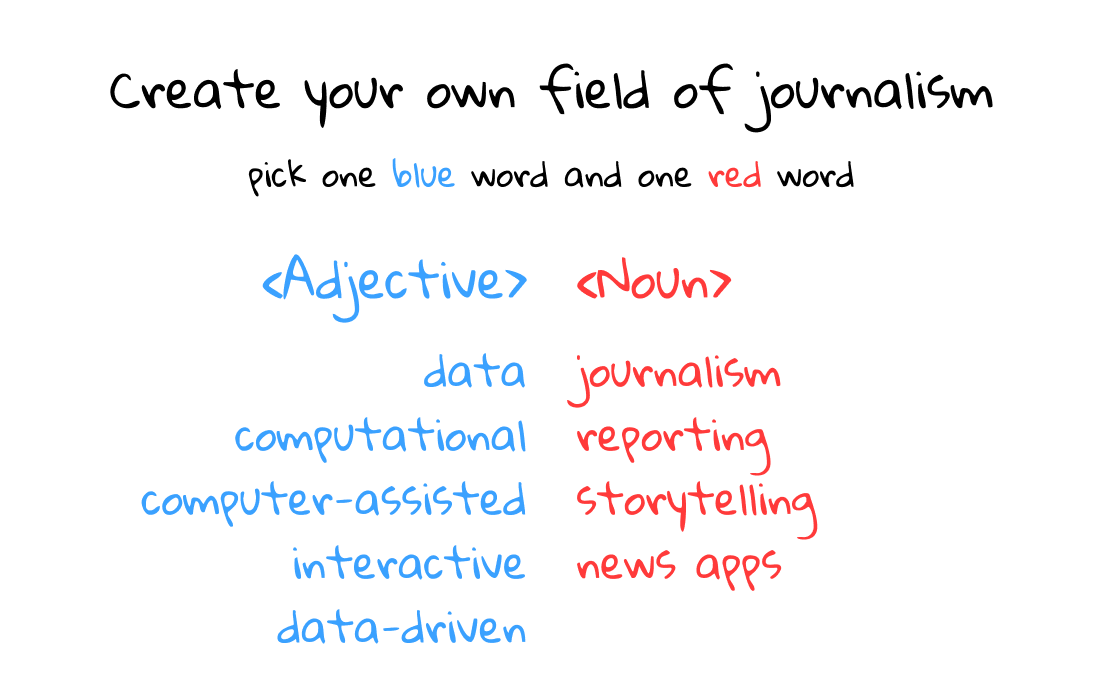 Create your own field of journalism
pick one blue word and one red word
<Adjective> <Noun>
data journalism
computational reporting
computer-assisted storytelling
interactive news apps
data-driven